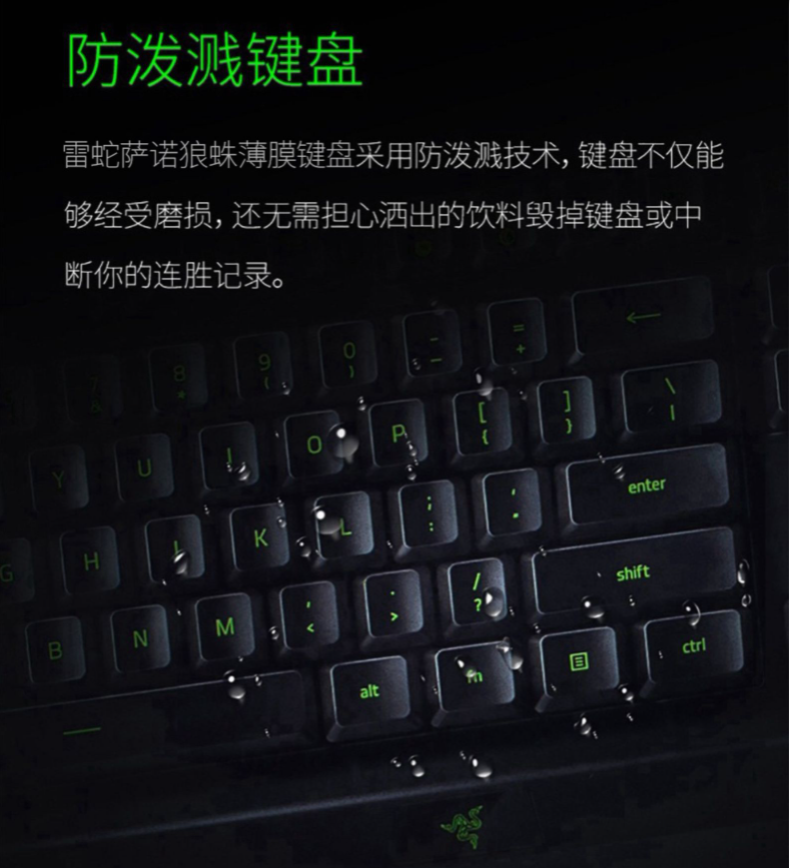 防泼溅键盘
雷蛇萨诺狼蛛薄膜键盘采用防泼溅技术，键盘不仅能
够经受磨损，还无需担心洒出的饮料毁掉键盘或中
断你的连胜记录。
8 9 0 - = ←
* ( ) _ +
Y U I O P [ ] \
{ } |
G H J K L ; ' enter
: "
B N M , . / shift
< > ?
alt fn ctrl